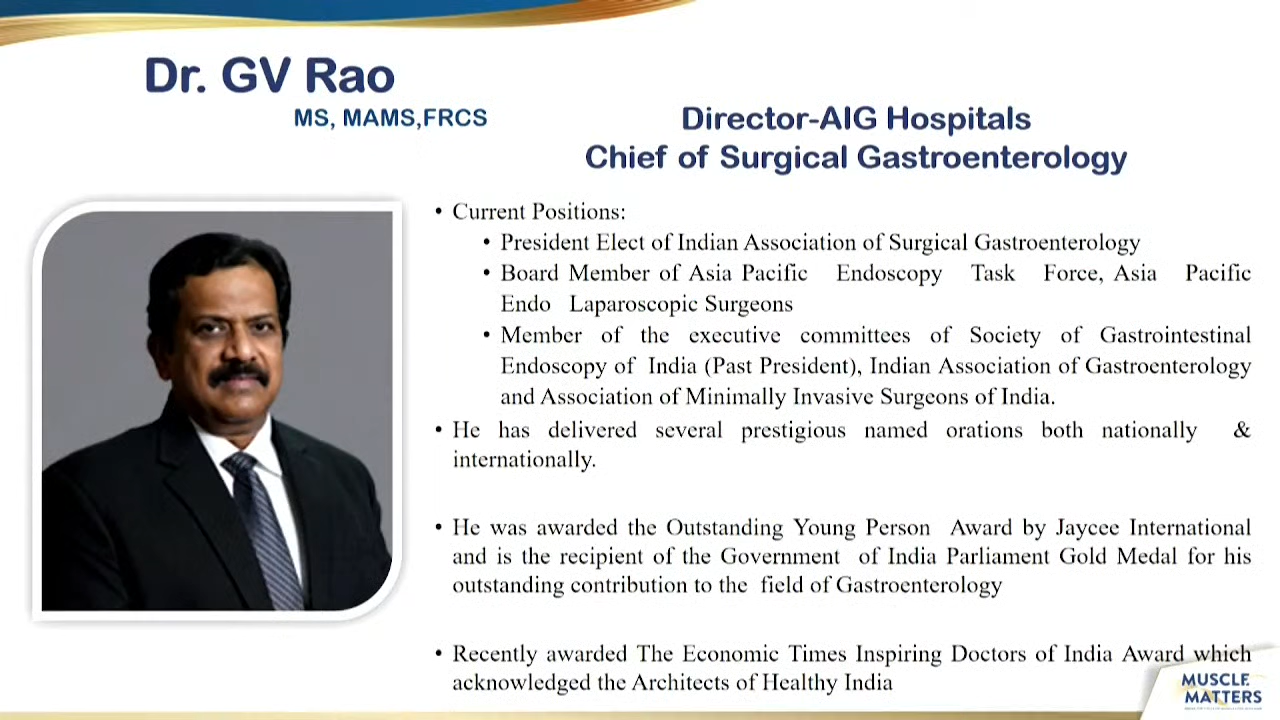 Dr. GV Rao
MS, MAMS,FRCS
Director-AIG Hospitals
Chief of Surgical Gastroenterology
• Current Positions:
• President Elect of Indian Association of Surgical Gastroenterology
• Board Member of Asia Pacific Endoscopy Task Force, Asia Pacific
Endo Laparoscopic Surgeons
• Member of the executive committees of Society of Gastrointestinal
Endoscopy of India (Past President), Indian Association of Gastroenterology
and Association of Minimally Invasive Surgeons of India.
• He has delivered several prestigious named orations both nationally &
internationally.
• He was awarded the Outstanding Young Person Award by Jaycee International
and is the recipient of the Government of India Parliament Gold Medal for his
outstanding contribution to the field of Gastroenterology
• Recently awarded The Economic Times Inspiring Doctors of India Award which
acknowledged the Architects of Healthy India
MUSCLE
MATTERS